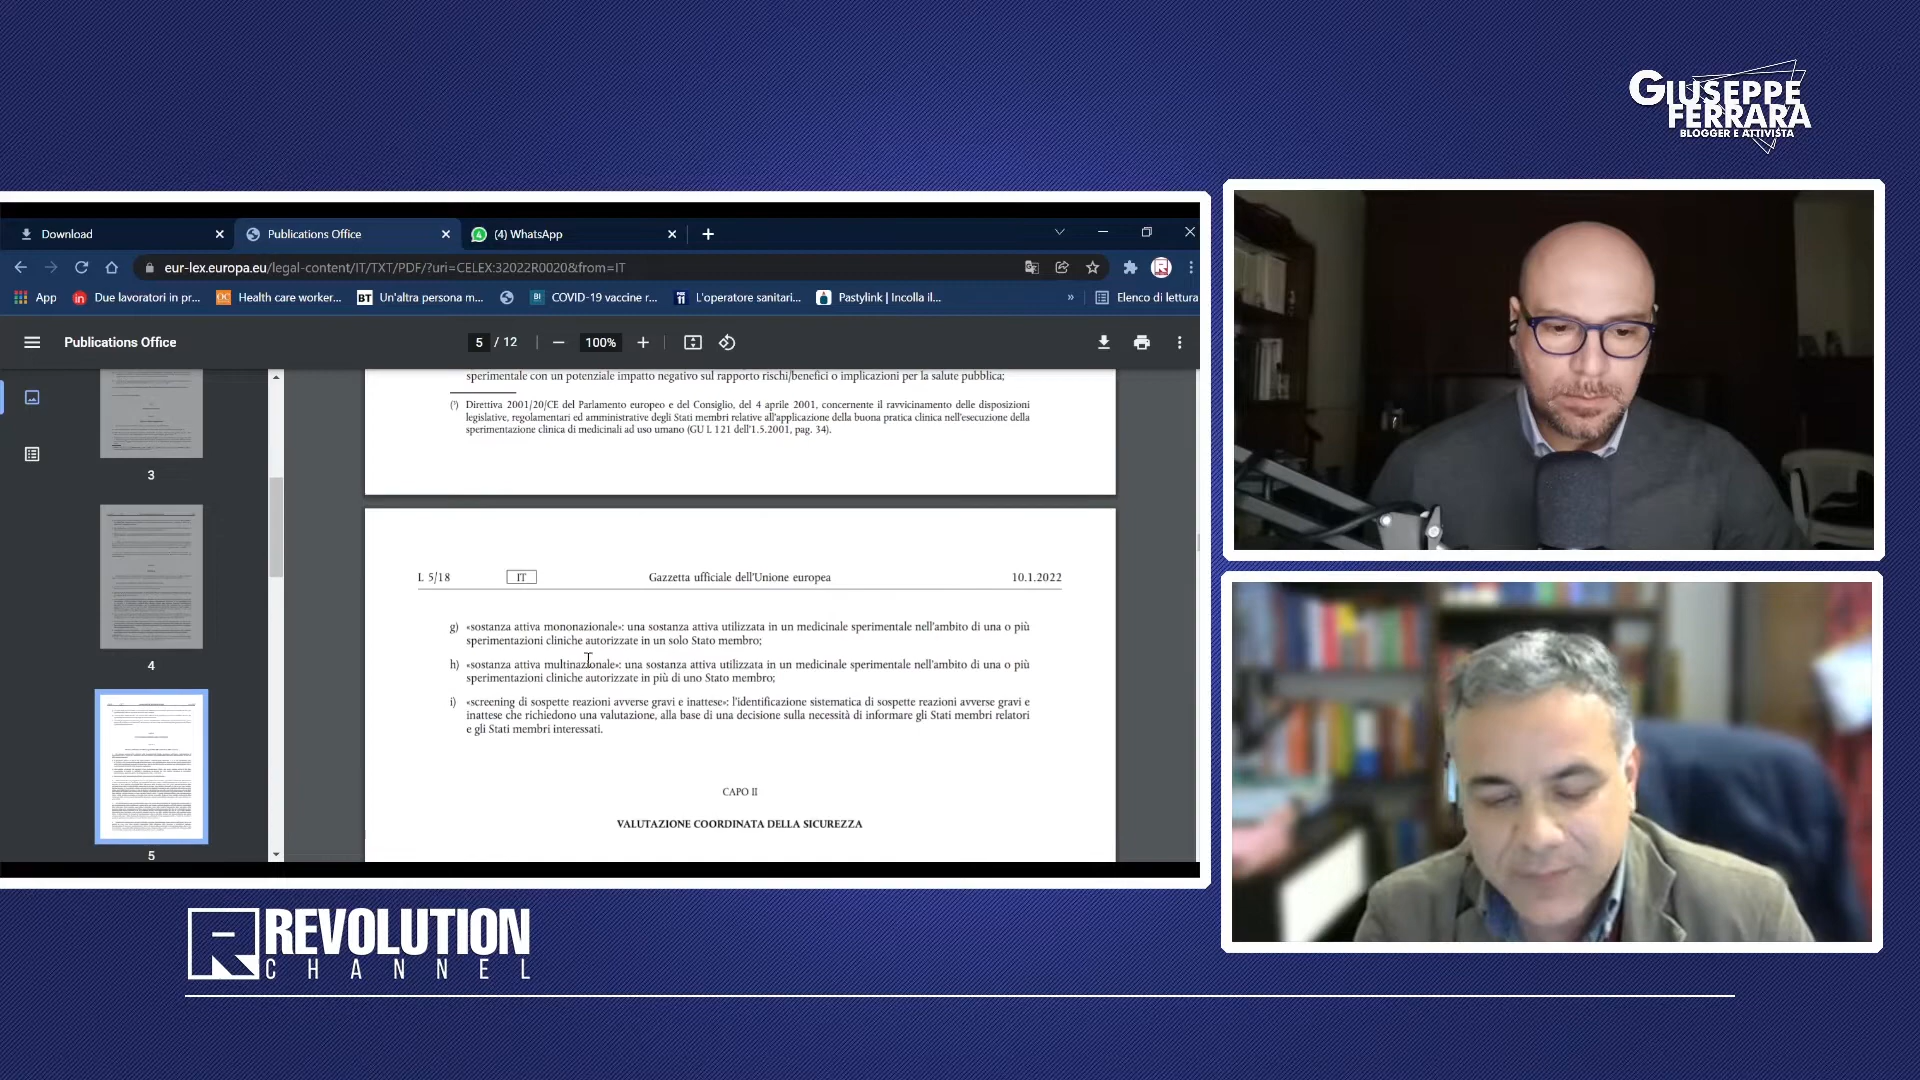 GIUSEPPE
FERRARA
BLOGGER E ATTIVISTA
Download
Publications Office
(4) WhatsApp
eur-lex.europa.eu/legal-content/IT/TXT/PDF/?uri=CELEX:32022R0020&from=IT
App
Due lavoratori in pr...
Health care worker...
BT
Un'altra persona m...
BI
COVID-19 vaccine r...
L'operatore sanitari...
Pastylink | Incolla il...
»
Elenco di lettura
Publications Office
5 / 12
100%
3
4
5
sperimentale con un potenziale impatto negativo sul rapporto rischi/benefici o implicazioni per la salute pubblica;
Direttiva 2001/20/CE del Parlamento europeo e del Consiglio, del 4 aprile 2001, concernente il ravvicinamento delle disposizioni
legislative, regolamentari ed amministrative degli Stati membri relative all'applicazione della buona pratica clinica nell'esecuzione della
sperimentazione clinica di medicinali ad uso umano (GU L 121 dell'1.5.2001, pag. 34).
L 5/18
IT
Gazzetta ufficiale dell'Unione europea
10.1.2022
g) «sostanza attiva mononazionale»: una sostanza attiva utilizzata in un medicinale sperimentale nell'ambito di una o più
sperimentazioni cliniche autorizzate in un solo Stato membro;
h) «sostanza attiva multinazionale»: una sostanza attiva utilizzata in un medicinale sperimentale nell'ambito di una o più
sperimentazioni cliniche autorizzate in più di uno Stato membro;
i) «screening di sospette reazioni avverse gravi e inattese»: l'identificazione sistematica di sospette reazioni avverse gravi e
inattese che richiedono una valutazione, alla base di una decisione sulla necessità di informare gli Stati membri relatori
e gli Stati membri interessati.
CAPO II
VALUTAZIONE COORDINATA DELLA SICUREZZA
REVOLUTION
CHANNEL